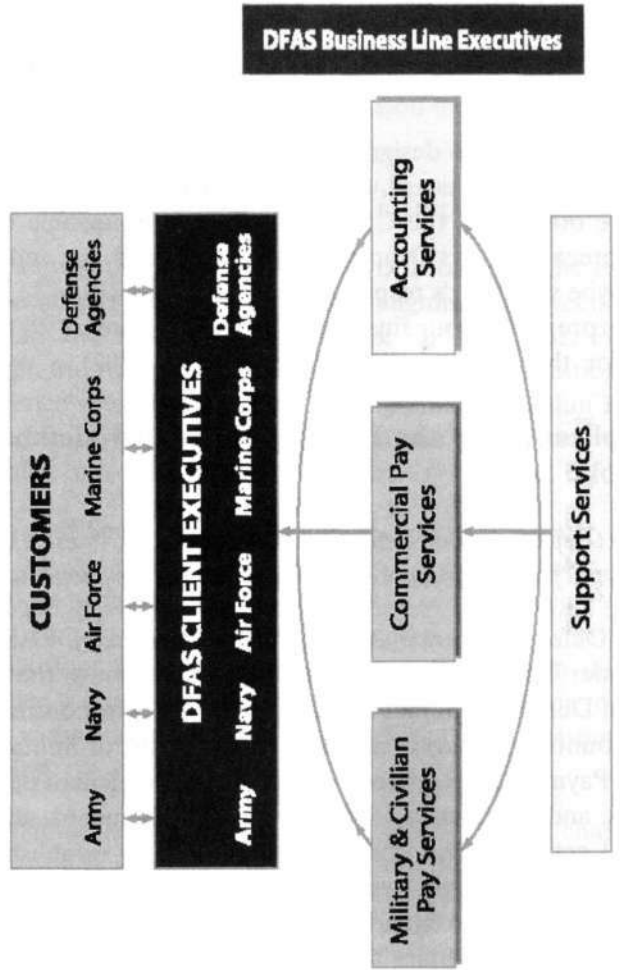 CUSTOMERS
Army Navy Air Force Marine Corps Defense
Agencies
DFAS CLIENT EXECUTIVES
Army Navy Air Force Marine Corps Defense
Agencies
DFAS Business Line Executives
Military & Civilian
Pay Services
Commercial Pay
Services
Accounting
Services
Support Services